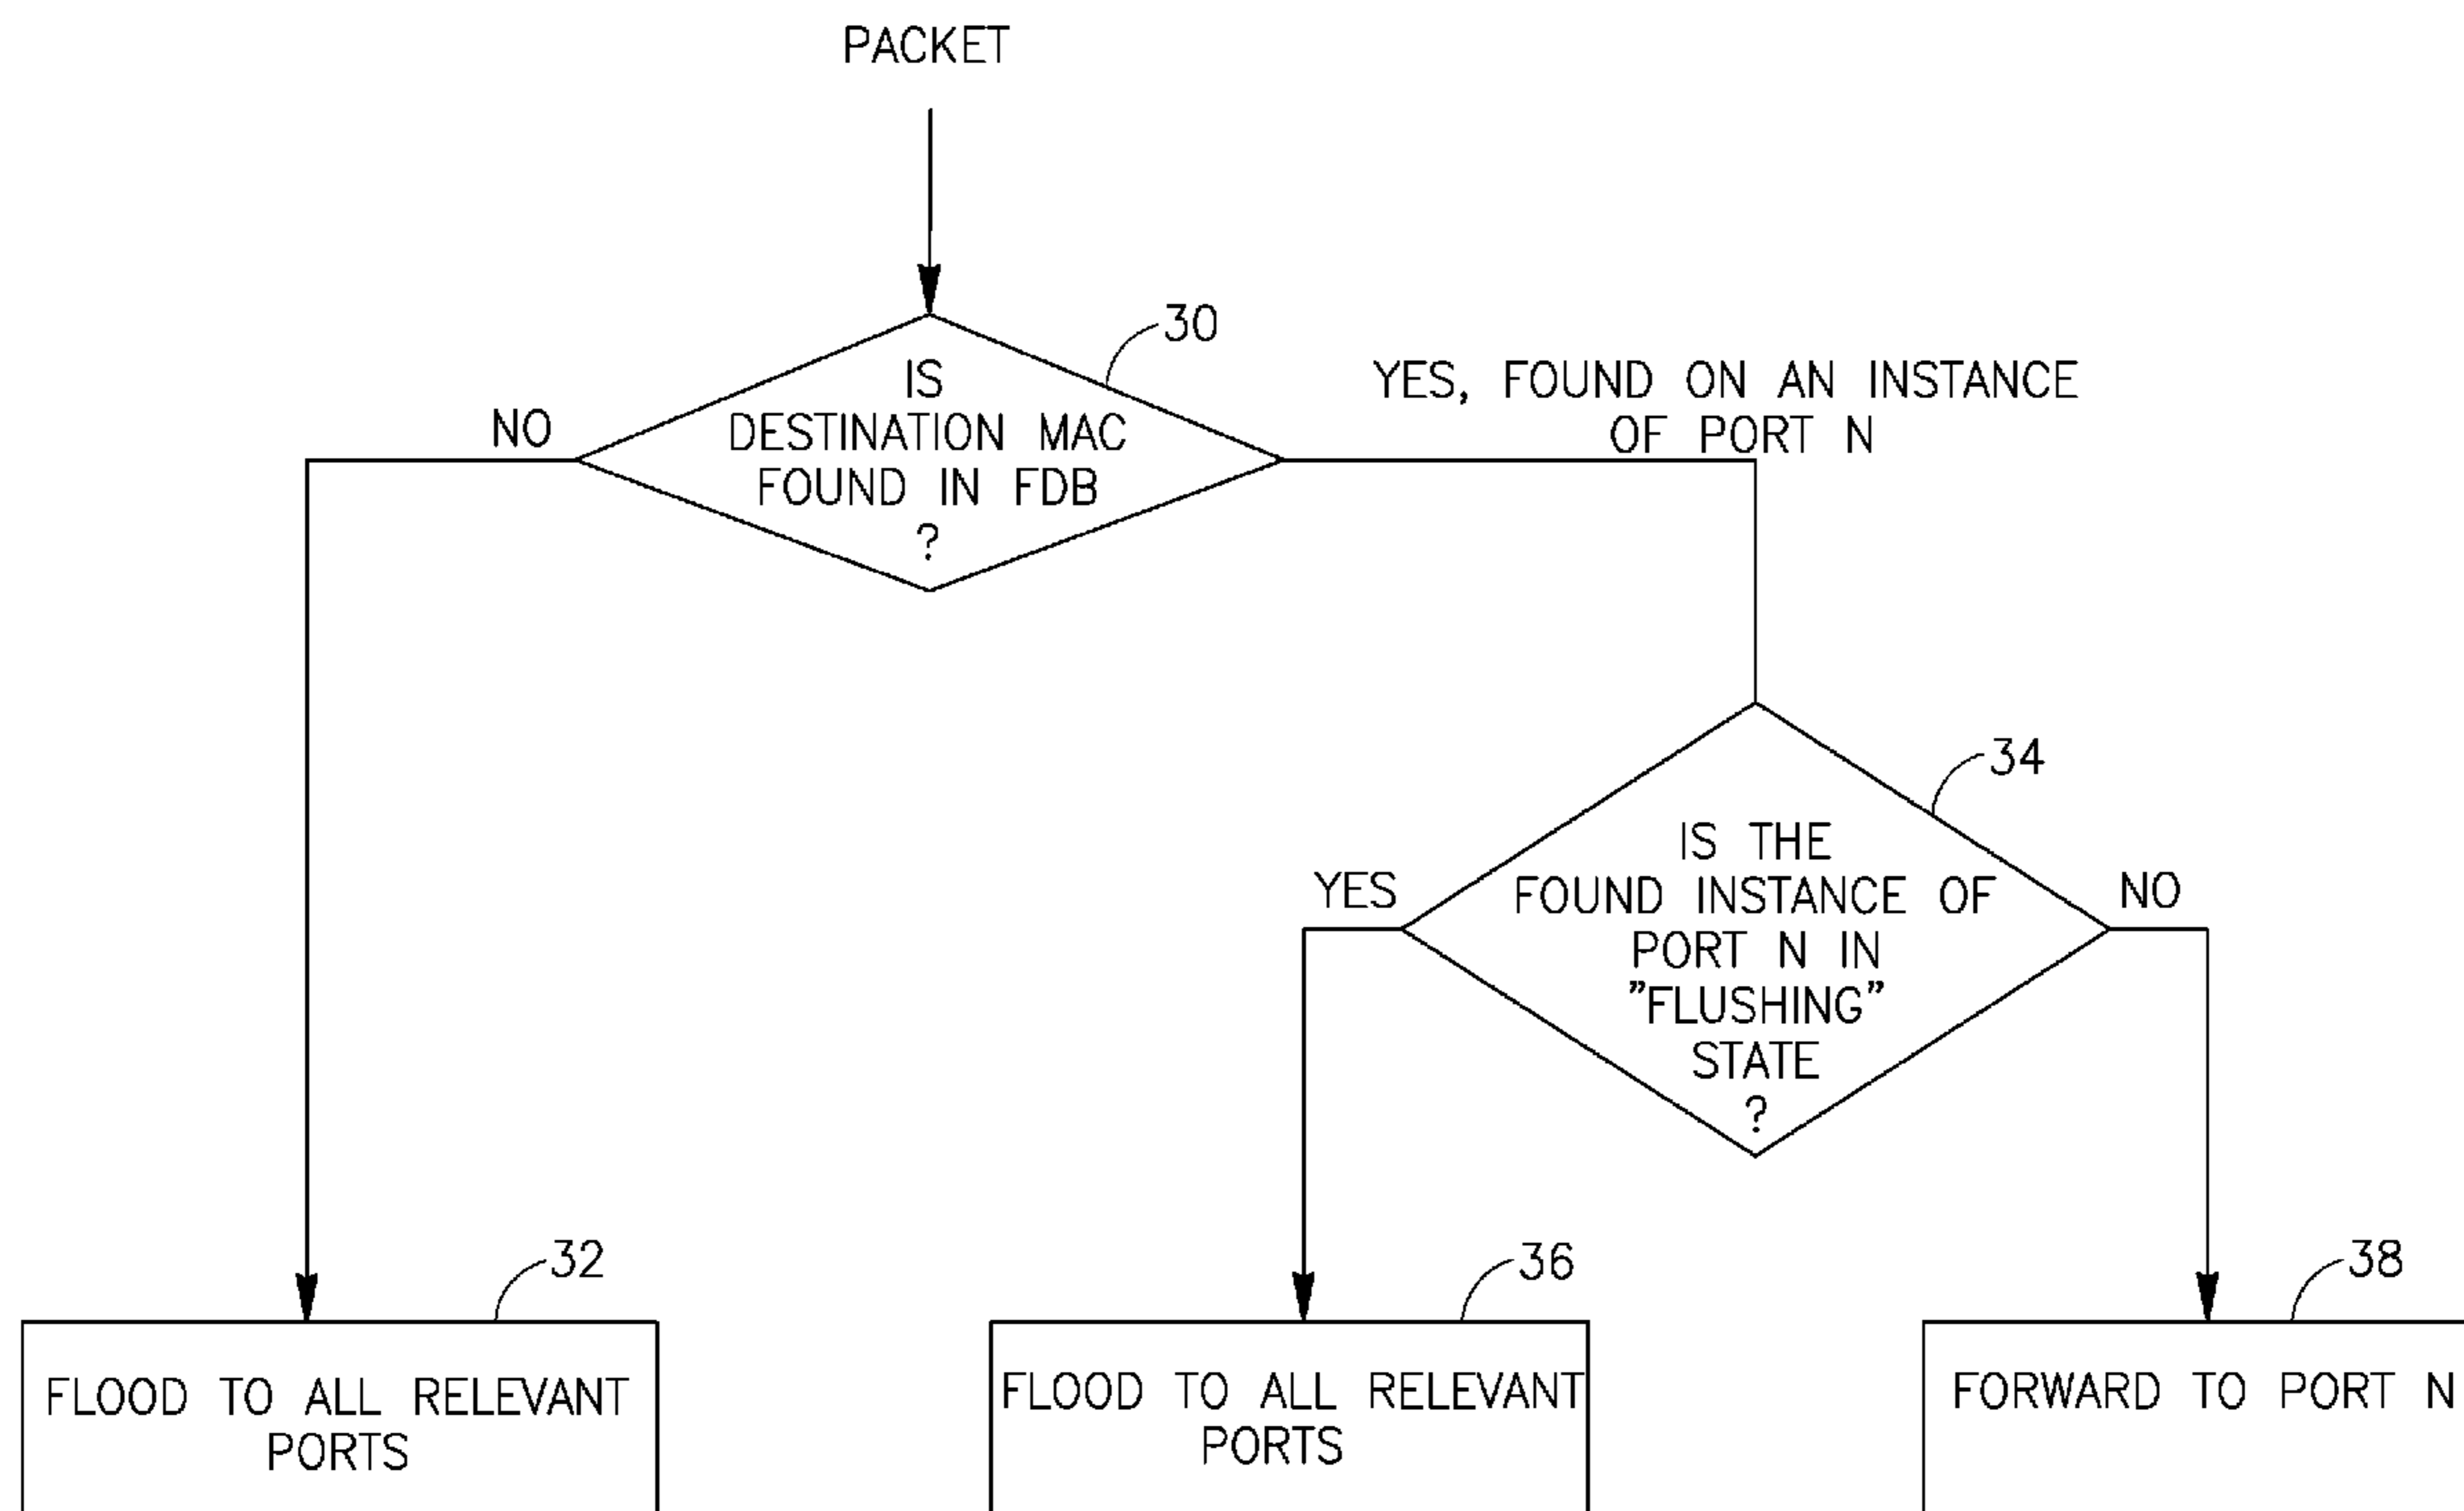 PACKET
30
IS
DESTINATION MAC
FOUND IN FDB
?
NO
YES, FOUND ON AN INSTANCE
OF PORT N
34
IS THE
FOUND INSTANCE OF
PORT N IN
"FLUSHING"
STATE
?
YES
NO
32
FLOOD TO ALL RELEVANT
PORTS
36
FLOOD TO ALL RELEVANT
PORTS
38
FORWARD TO PORT N